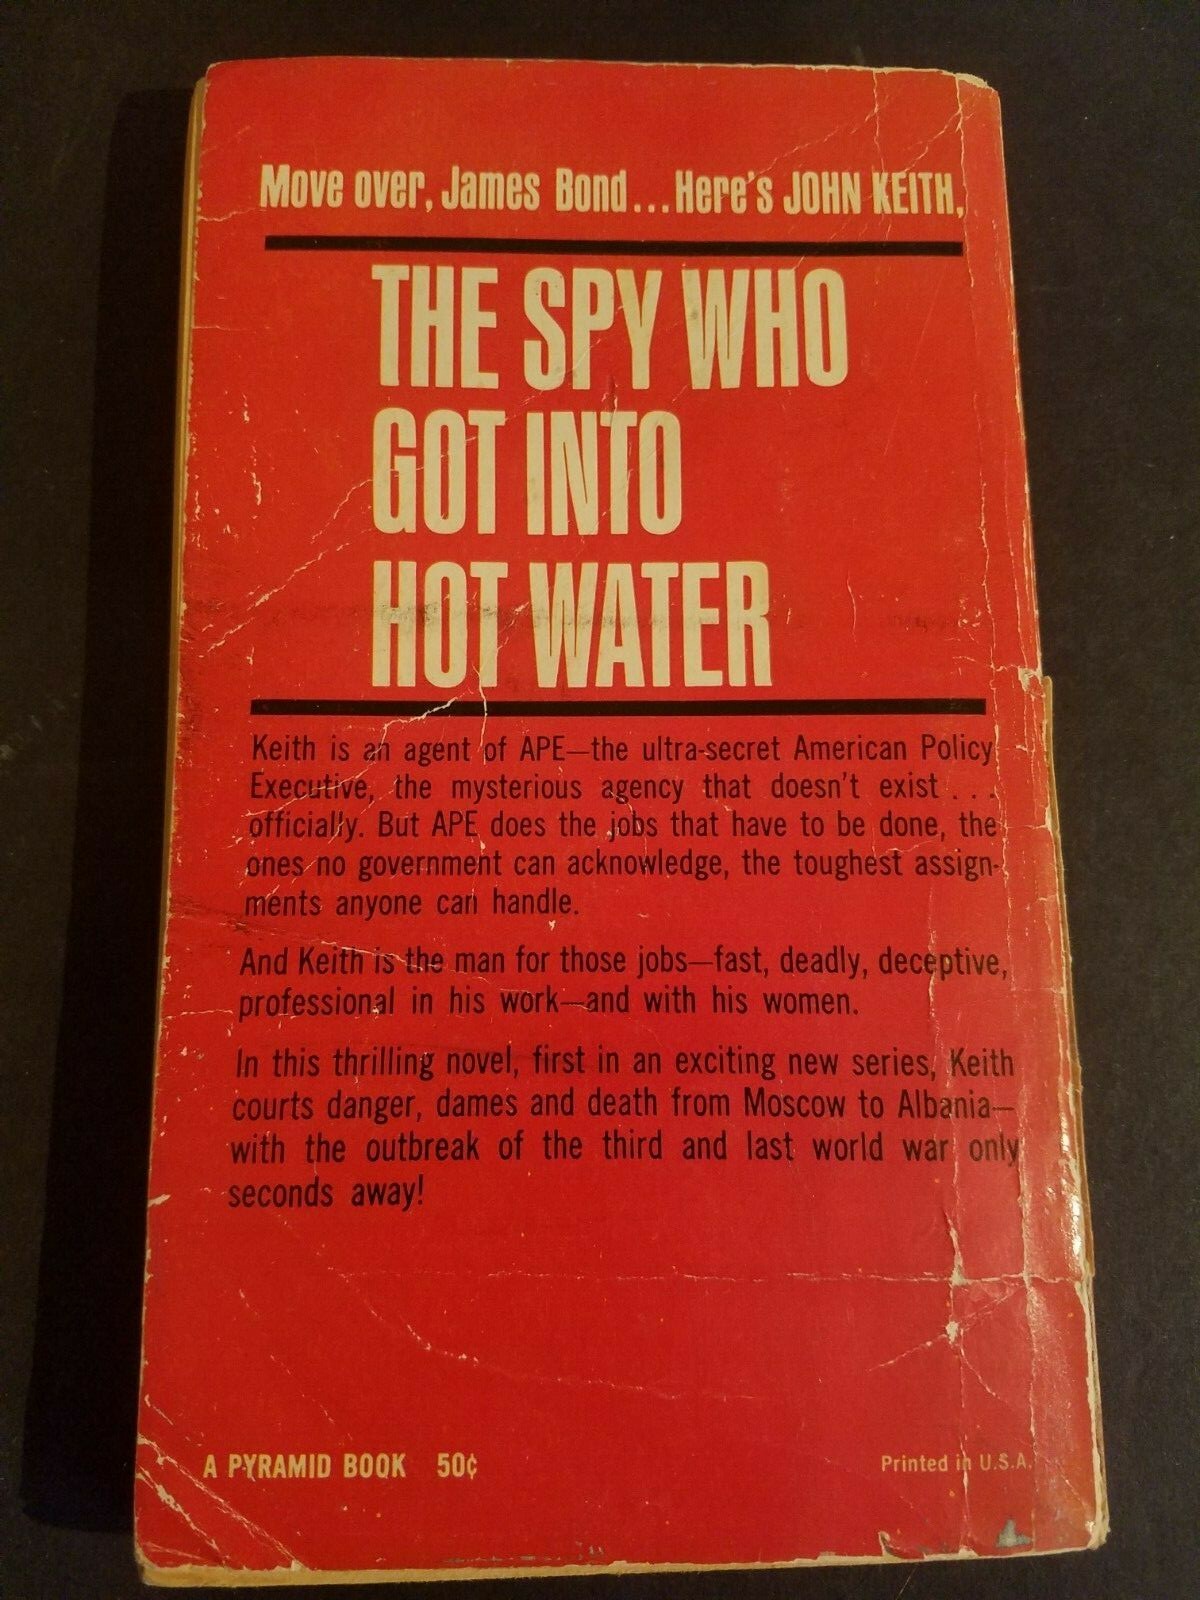 Move over, James Bond...Here's JOHN KEITH,
THE SPY WHO
GOT INTO
HOT WATER
Keith is an agent of APE—the ultra-secret American Policy
Executive, the mysterious agency that doesn't exist . . .
officially. But APE does the jobs that have to be done, the
ones no government can acknowledge, the toughest assign-
ments anyone can handle.
And Keith is the man for those jobs—fast, deadly, deceptive,
professional in his work—and with his women.
In this thrilling novel, first in an exciting new series, Keith
courts danger, dames and death from Moscow to Albania—
with the outbreak of the third and last world war only
seconds away!
A PYRAMID BOOK 50¢
Printed in U.S.A.